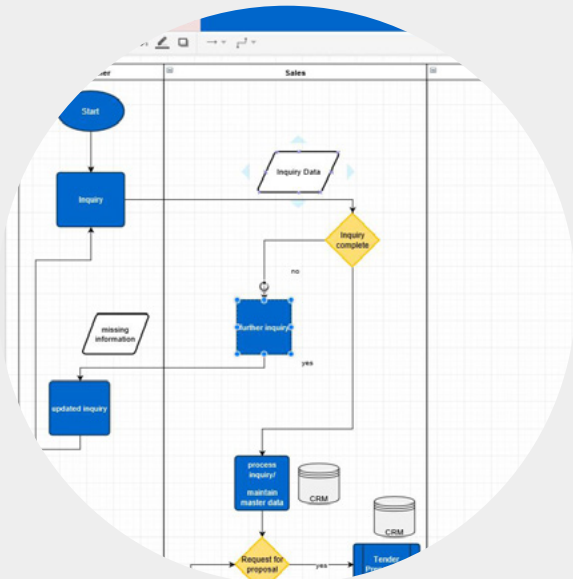 Sales
Start
Inquiry Data
Inquiry
Inquiry
complete
no
missing
information
further inquiry
yes
updated inquiry
process
inquiry/
maintain
master data
CRM
CRM
Request for
proposal
yes
Tender